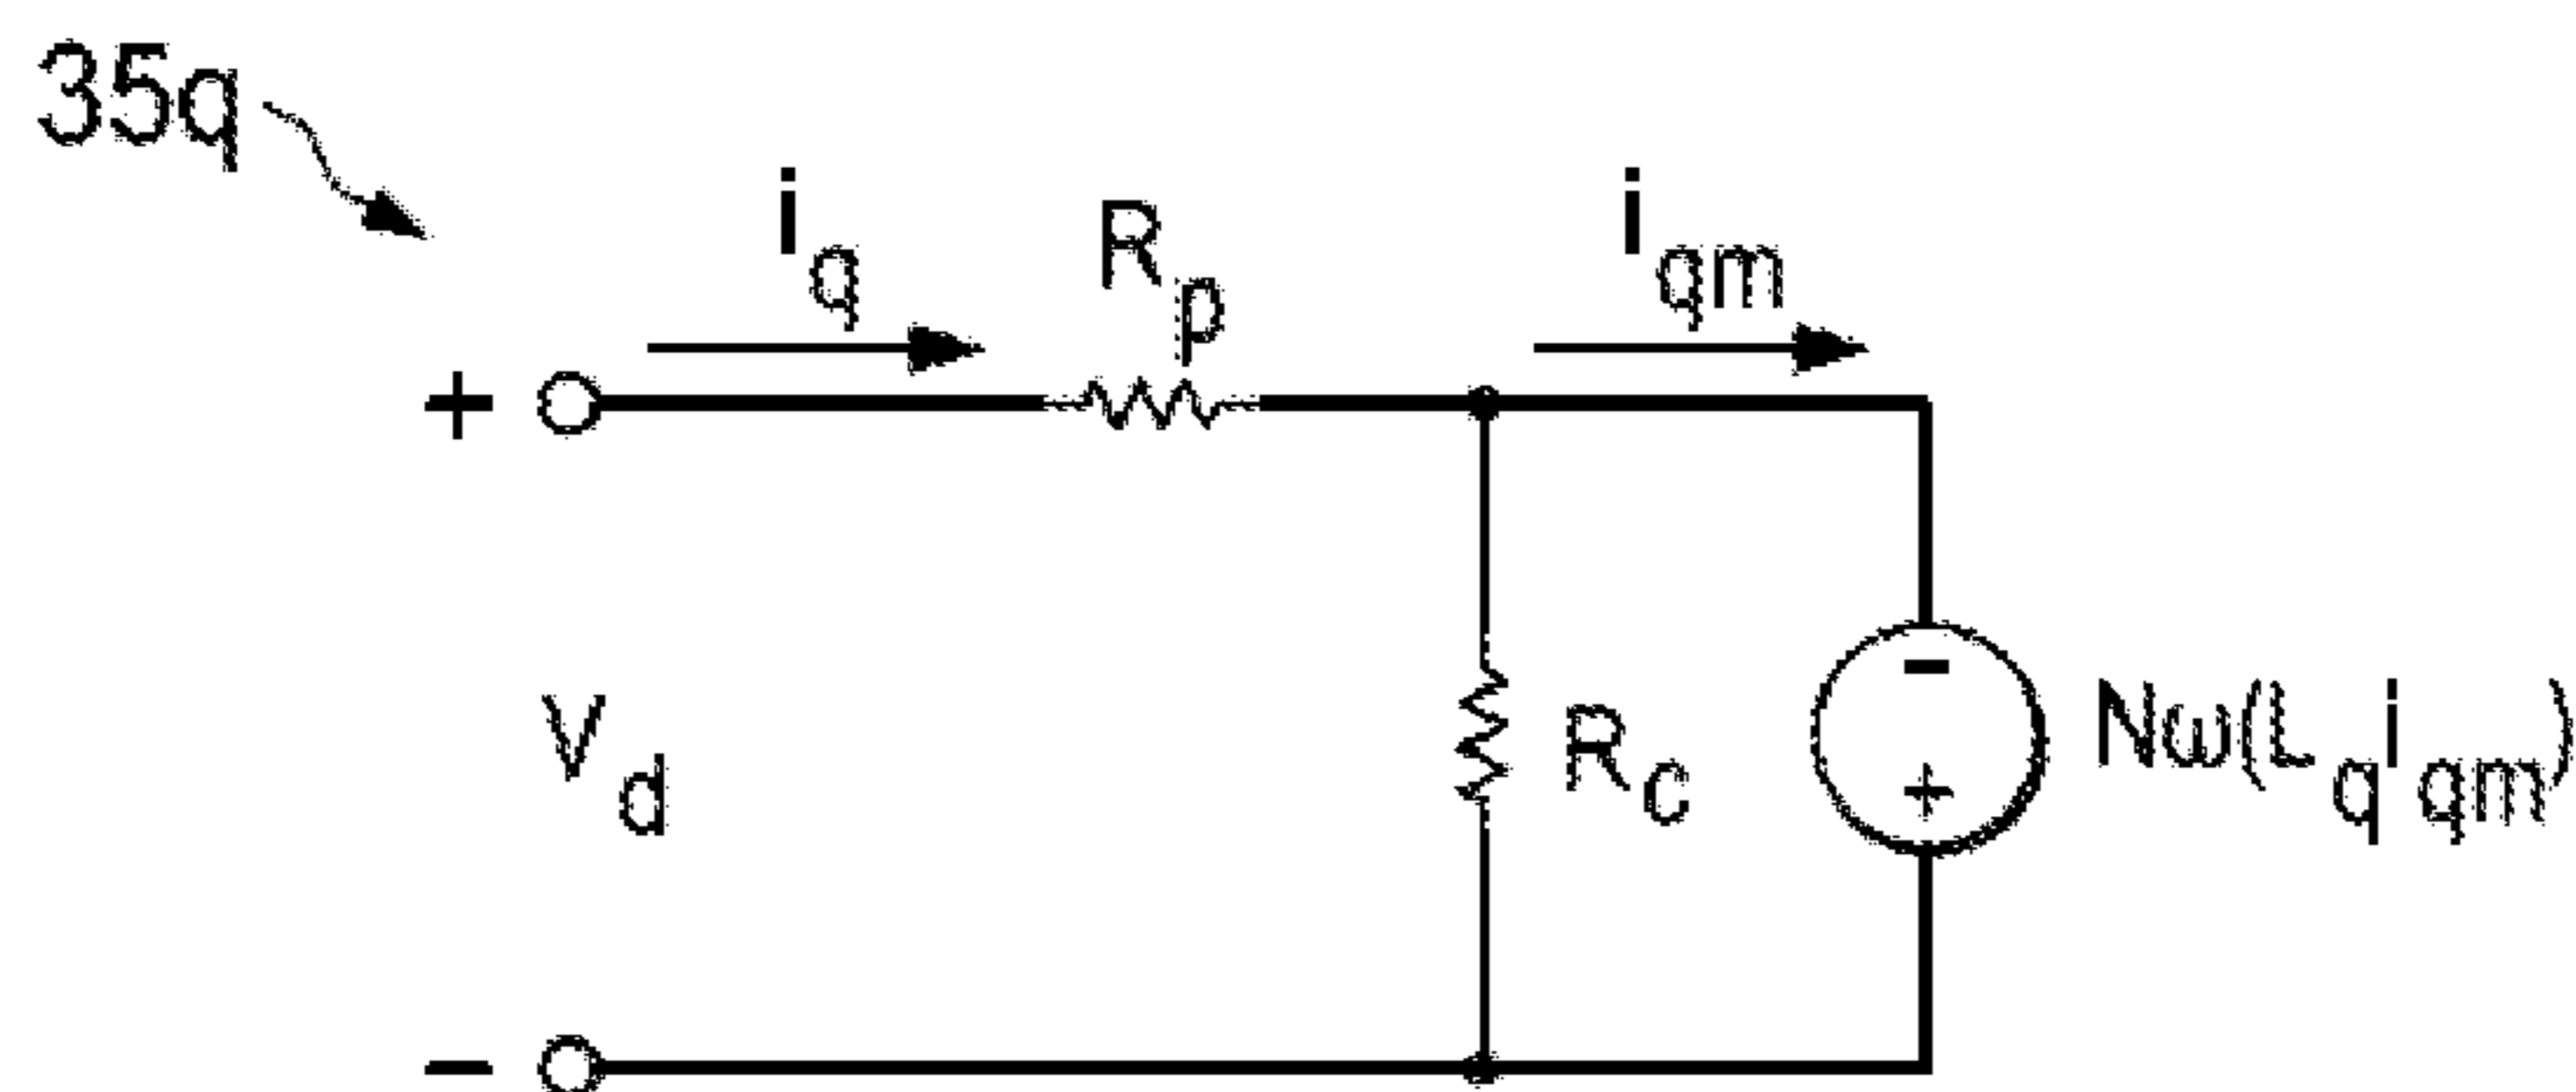 35q
i_q
R_p
i_qm
+
-
V_d
R_c
-
+
Nω(L_q i_qm)